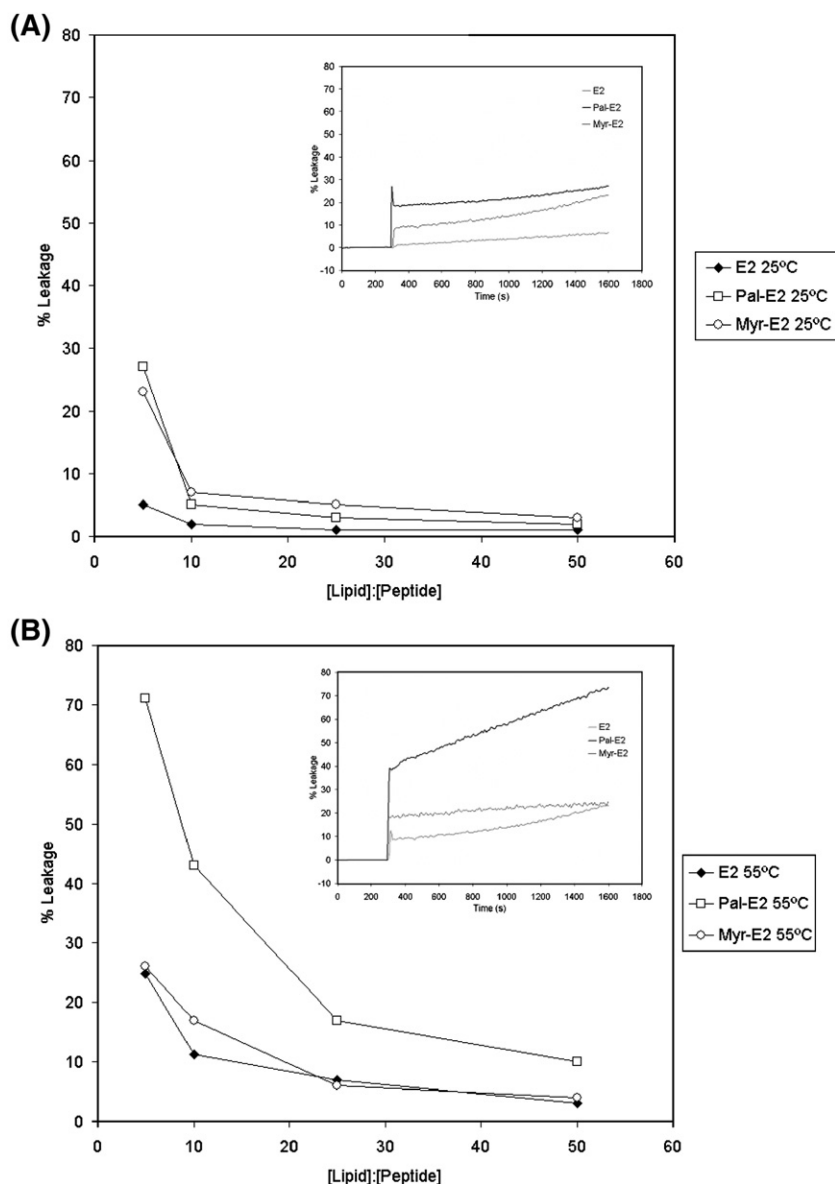 (A)
80
70
60
50
40
30
20
10
0
% Leakage
0 10 20 30 40 50 60
[Lipid]:[Peptide]
80
70
60
50
40
30
20
10
0
-10
% Leakage
E2
Pal-E2
Myr-E2
0 200 400 600 800 1000 1200 1400 1600 1800
Time (s)
E2 25ºC
Pal-E2 25ºC
Myr-E2 25ºC
(B)
80
70
60
50
40
30
20
10
0
% Leakage
0 10 20 30 40 50 60
[Lipid]:[Peptide]
80
70
60
50
40
30
20
10
0
-10
% Leakage
E2
Pal-E2
Myr-E2
0 200 400 600 800 1000 1200 1400 1600 1800
Time (s)
E2 55ºC
Pal-E2 55ºC
Myr-E2 55ºC